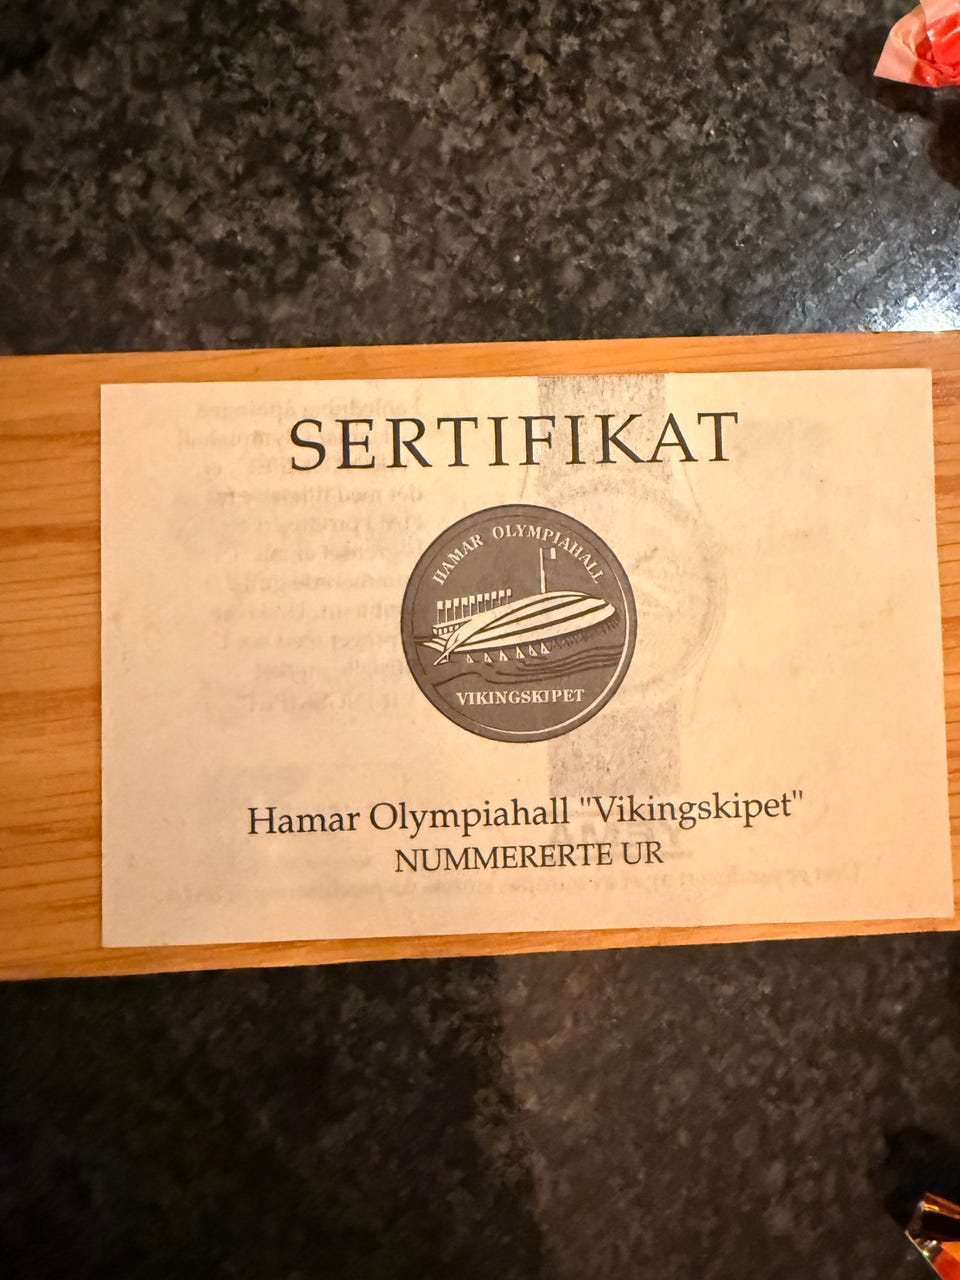 SERTIFIKAT
HAMAR OLYMPIAHALL
VIKINGSKIPET
Hamar Olympiahall "Vikingskipet"
NUMMERERTE UR